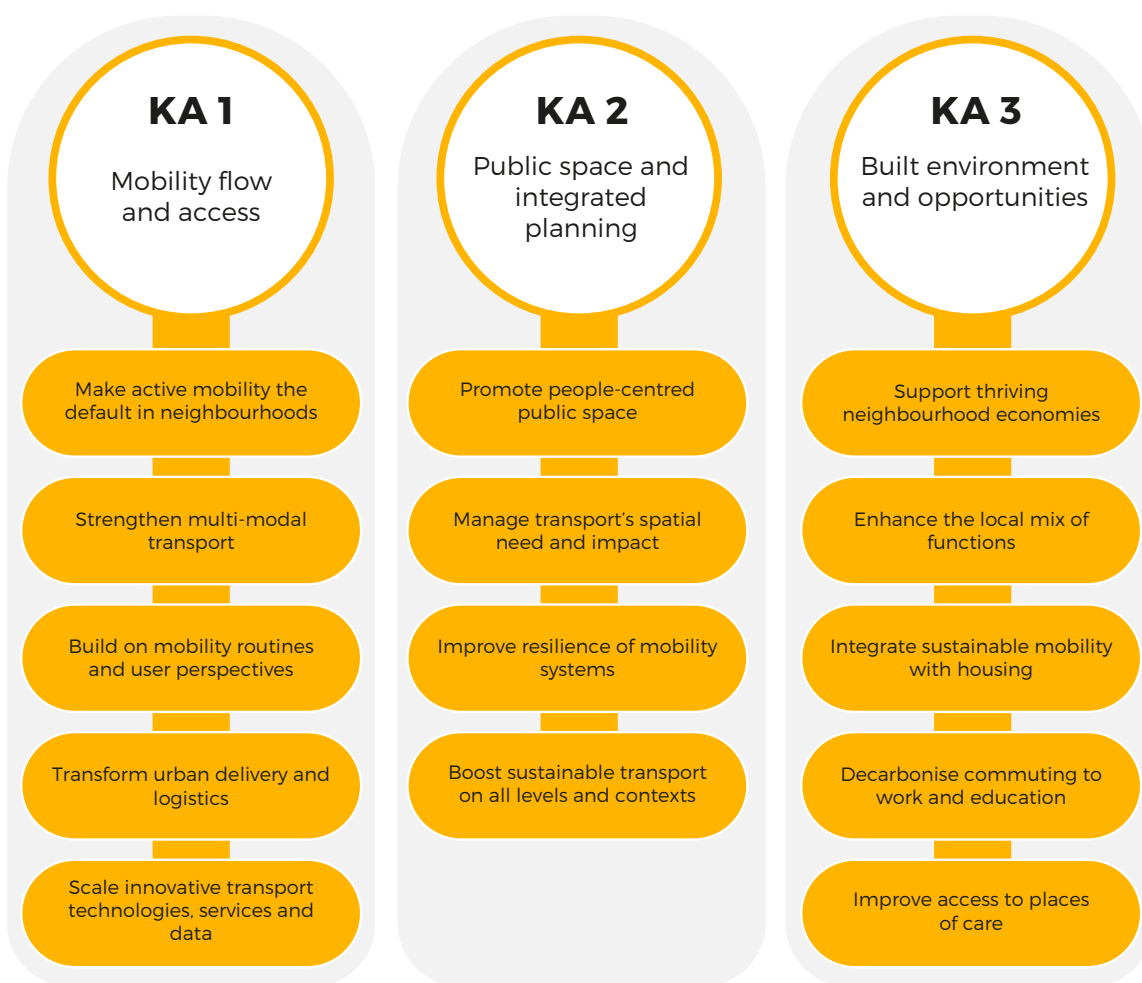 KA 1
Mobility flow
and access
Make active mobility the
default in neighbourhoods
Strengthen multi-modal
transport
Build on mobility routines
and user perspectives
Transform urban delivery and
logistics
Scale innovative transport
technologies, services and
data
KA 2
Public space and
integrated
planning
Promote people-centred
public space
Manage transport’s spatial
need and impact
Improve resilience of mobility
systems
Boost sustainable transport
on all levels and contexts
KA 3
Built environment
and opportunities
Support thriving
neighbourhood economies
Enhance the local mix of
functions
Integrate sustainable mobility
with housing
Decarbonise commuting to
work and education
Improve access to places
of care